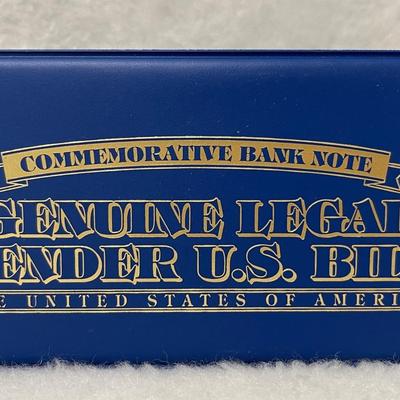 COMMEMORATIVE BANK NOTE
GENUINE LEGAL
ENDER U.S. BIL
E UNITED STATES OF AMERIC